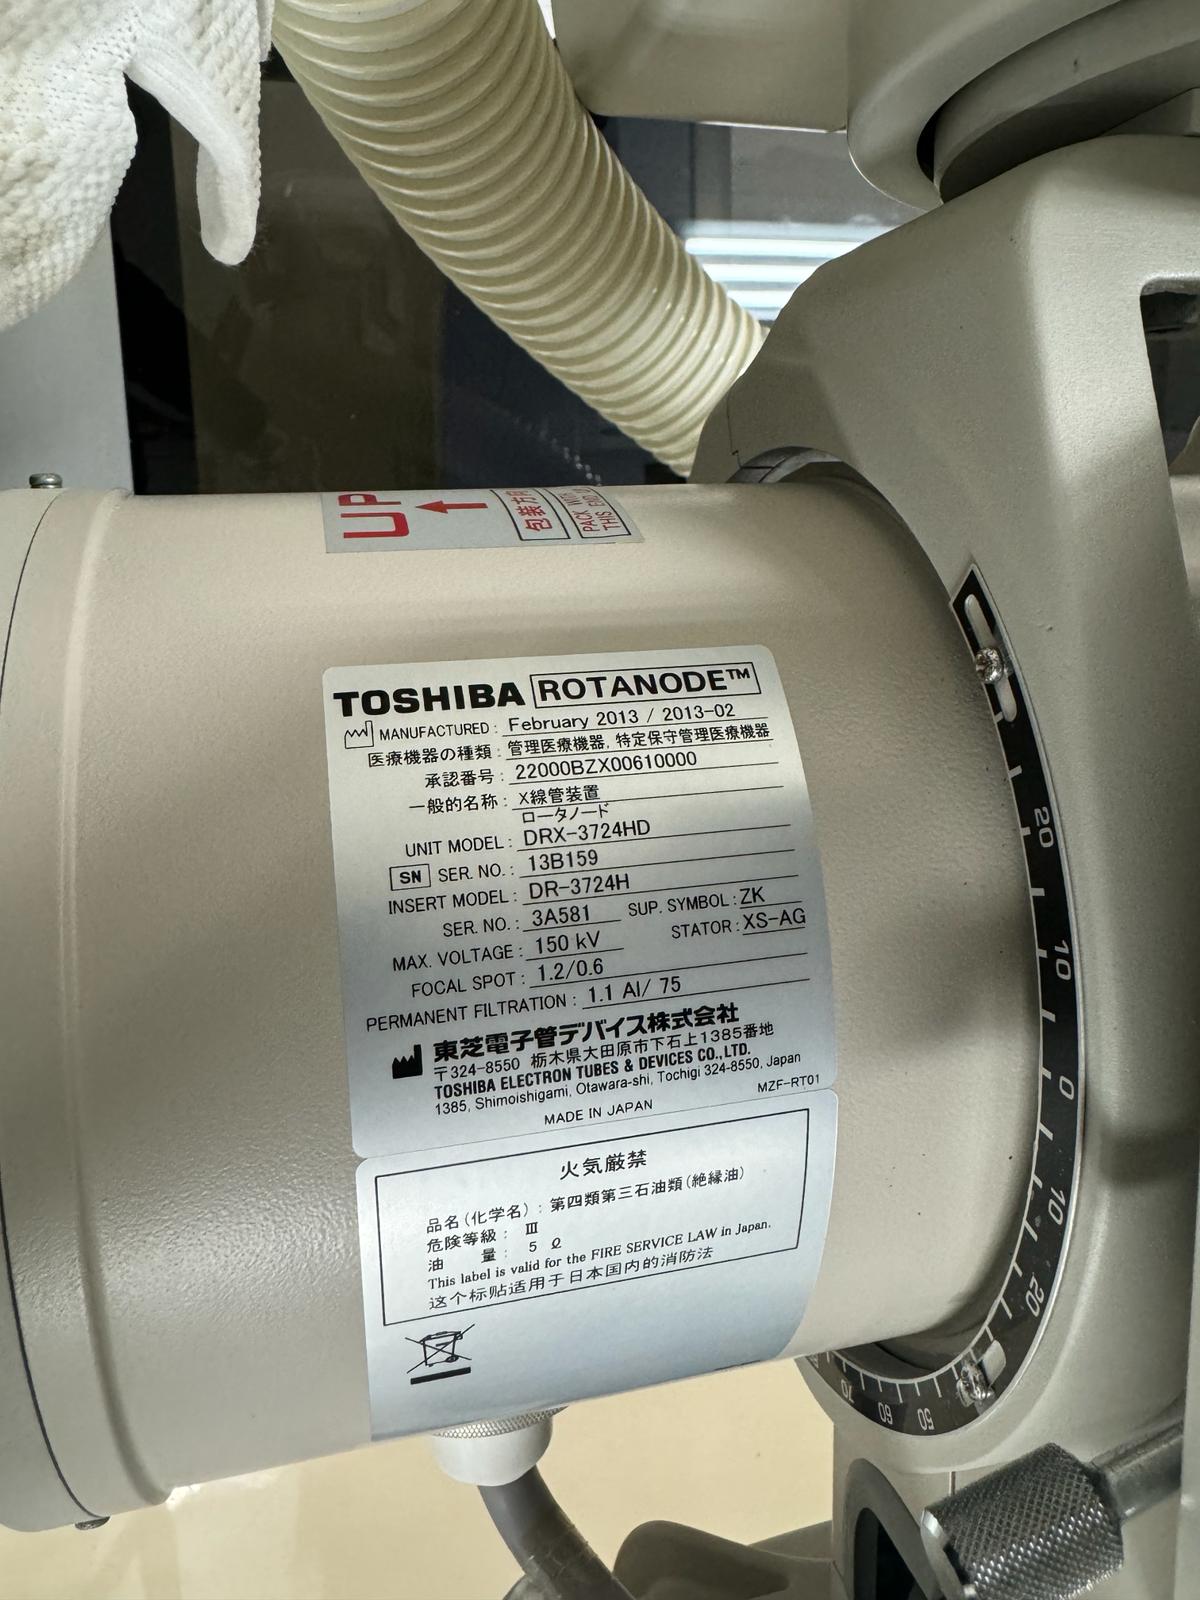 UP
包装方向
THIS END
TOSHIBA ROTANODE™
MANUFACTURED : February 2013 / 2013-02
医療機器の種類 : 管理医療機器, 特定保守管理医療機器
承認番号 : 22000BZX00610000
一般的名称 : X線管装置
ロータノード
UNIT MODEL : DRX-3724HD
SN SER. NO. : 13B159
INSERT MODEL : DR-3724H
SER. NO. : 3A581 SUP. SYMBOL : ZK
MAX. VOLTAGE : 150 kV STATOR : XS-AG
FOCAL SPOT : 1.2/0.6
PERMANENT FILTRATION : 1.1 Al/ 75
東芝電子管デバイス株式会社
〒324-8550 栃木県大田原市下石上1385番地
TOSHIBA ELECTRON TUBES & DEVICES CO., LTD.
1385, Shimoishigami, Otawara-shi, Tochigi 324-8550, Japan
MADE IN JAPAN MZF-RT01
火気厳禁
品名(化学名) : 第四類第三石油類(絶縁油)
危険等級 : Ⅲ
油 量 : 5 ℓ
This label is valid for the FIRE SERVICE LAW in Japan.
这个标贴适用于日本国内的消防法
20
10
0
10
20
50
60
70